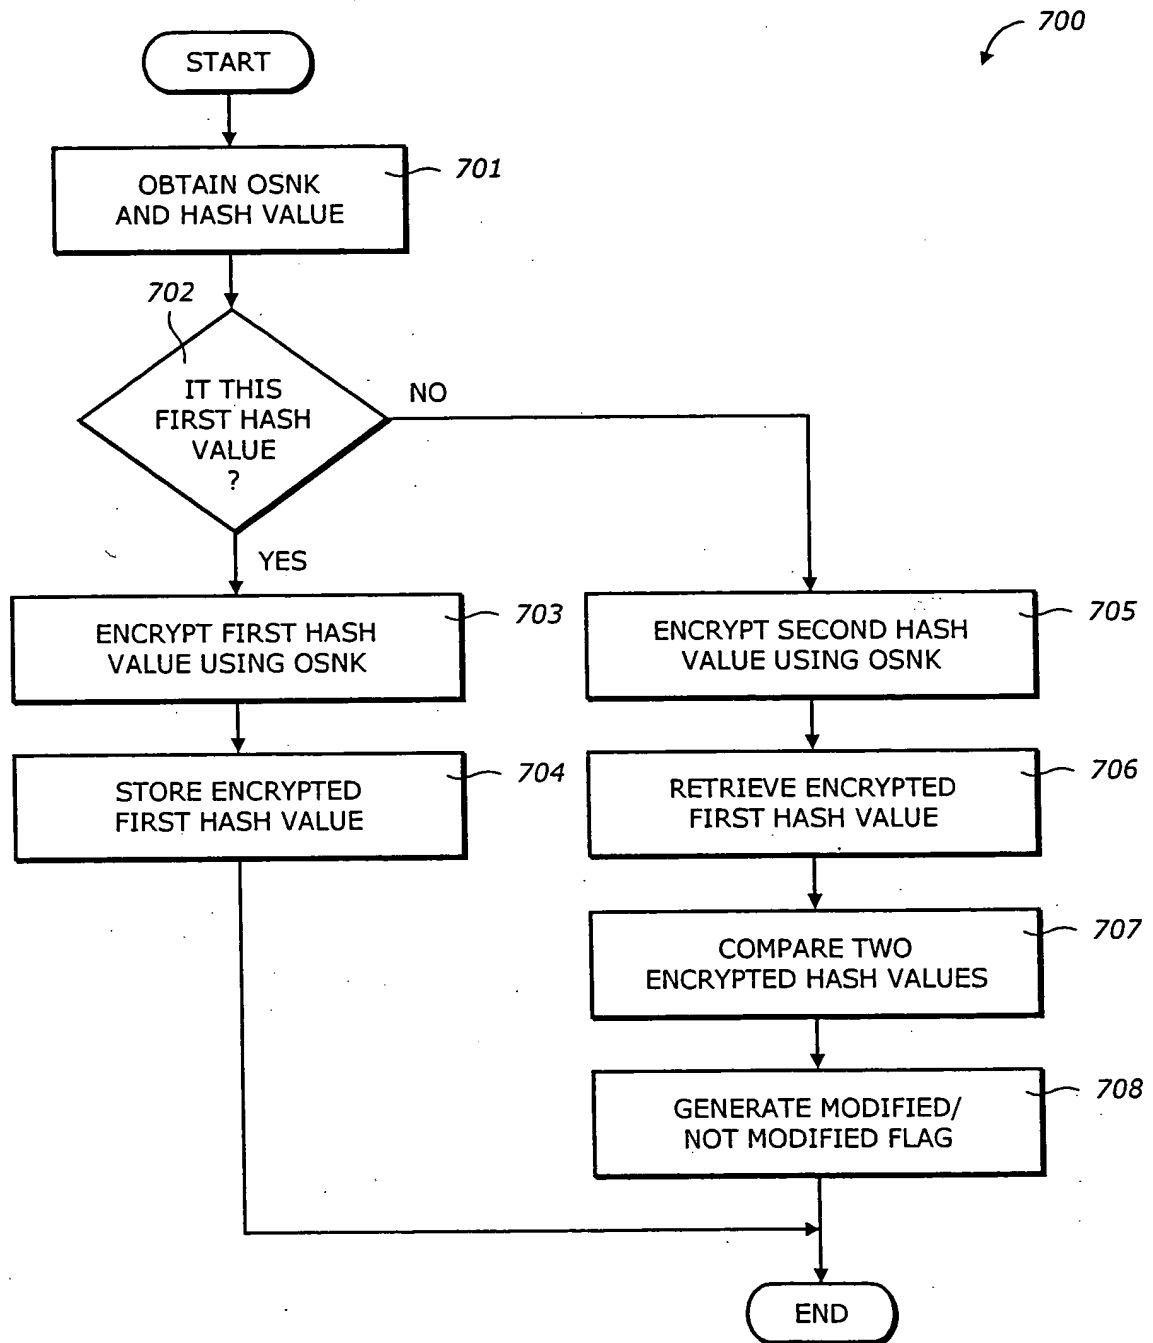 700
START
701
OBTAIN OSNK
AND HASH VALUE
702
IT THIS
FIRST HASH
VALUE
?
NO
YES
703
ENCRYPT FIRST HASH
VALUE USING OSNK
705
ENCRYPT SECOND HASH
VALUE USING OSNK
704
STORE ENCRYPTED
FIRST HASH VALUE
706
RETRIEVE ENCRYPTED
FIRST HASH VALUE
707
COMPARE TWO
ENCRYPTED HASH VALUES
708
GENERATE MODIFIED/
NOT MODIFIED FLAG
END